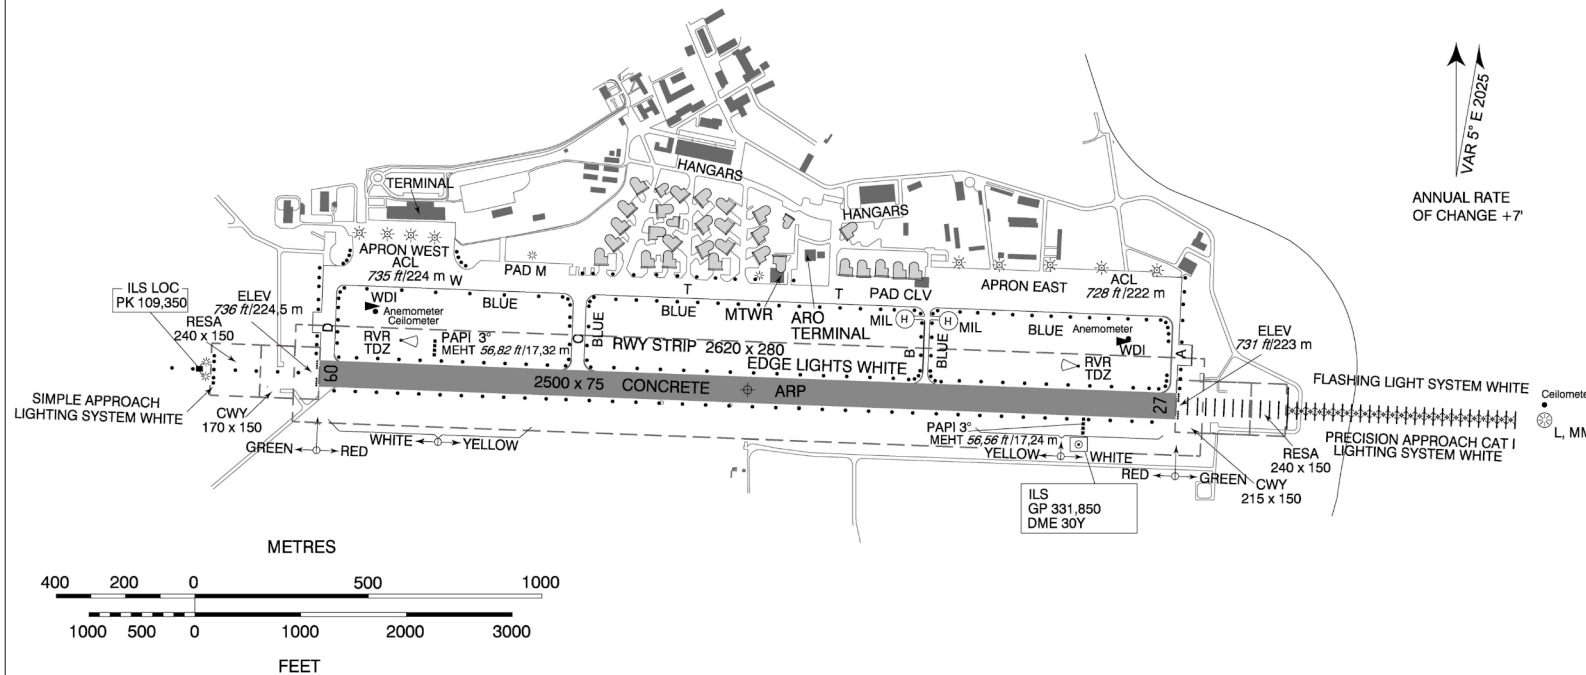 VAR 5° E 2025
ANNUAL RATE
OF CHANGE +7'
HANGARS
TERMINAL
HANGARS
APRON WEST
ACL
735 ft/224 m
W
PAD M
APRON EAST
ACL
728 ft/222 m
ILS LOC
PK 109,350
ELEV
736 ft/224,5 m
RESA
240 x 150
WDI
Anemometer
Ceilometer
BLUE
T
BLUE
MTWR
ARO
TERMINAL
T
PAD CLV
MIL
H
H
MIL
BLUE
Anemometer
WDI
ELEV
731 ft/223 m
D
RVR
TDZ
PAPI 3°
MEHT 56,82 ft/17,32 m
C
BLUE
RWY STRIP 2620 x 280
EDGE LIGHTS WHITE
B
BLUE
RVR
TDZ
A
09
2500 x 75 CONCRETE
ARP
27
FLASHING LIGHT SYSTEM WHITE
Ceilomete
L, MM
SIMPLE APPROACH
LIGHTING SYSTEM WHITE
CWY
170 x 150
GREEN
RED
WHITE
YELLOW
PAPI 3°
MEHT 56,56 ft/17,24 m
YELLOW
WHITE
RED
GREEN
CWY
215 x 150
RESA
240 x 150
PRECISION APPROACH CAT I
LIGHTING SYSTEM WHITE
ILS
GP 331,850
DME 30Y
METRES
400 200 0 500 1000
1000 500 0 1000 2000 3000
FEET